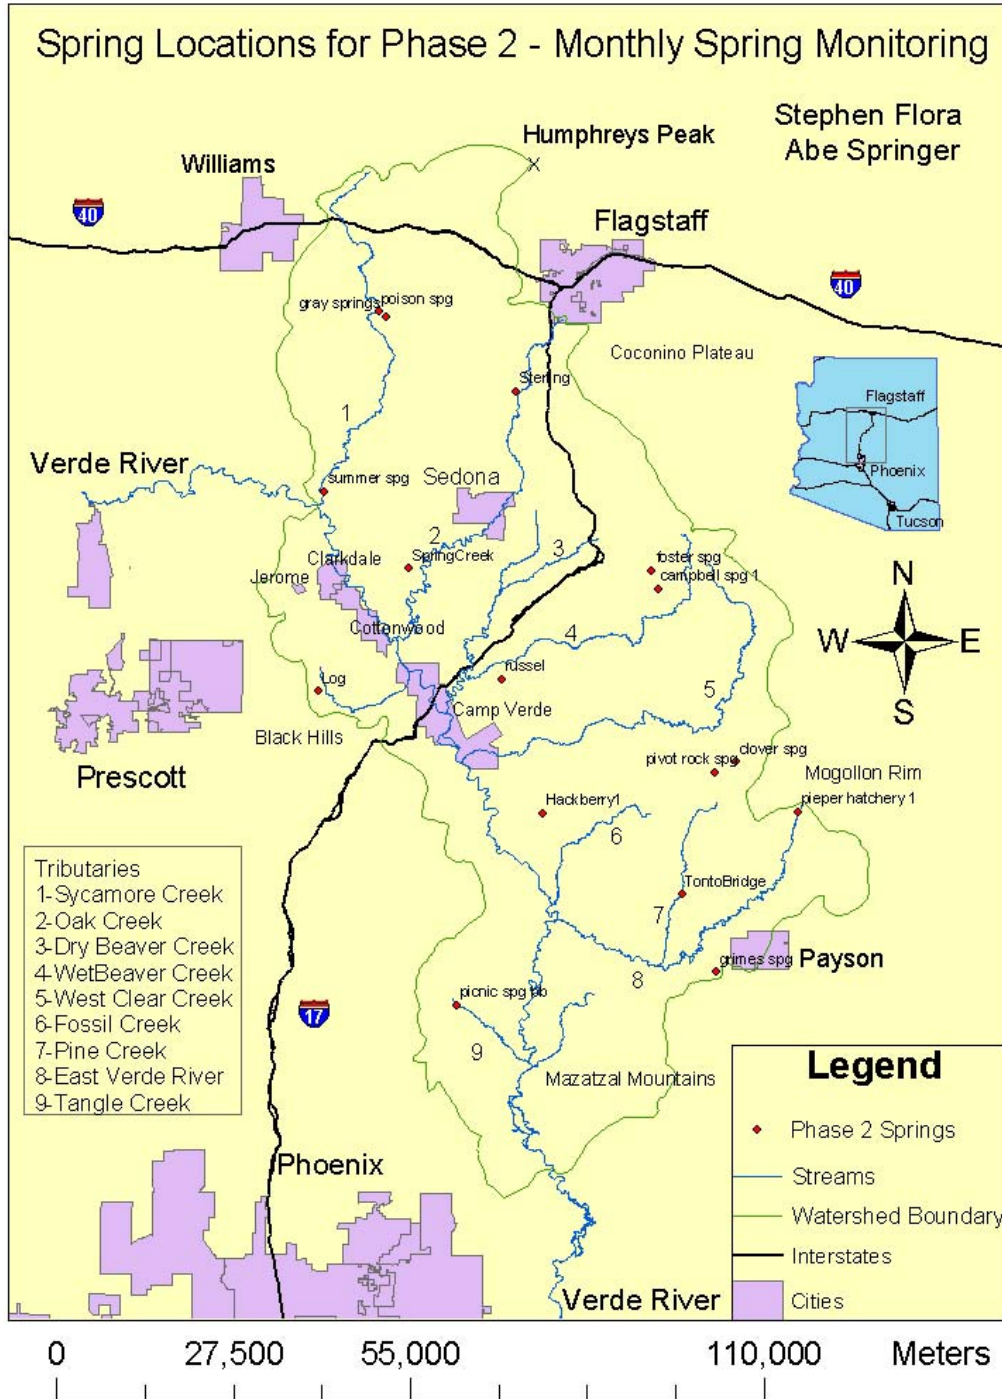 Spring Locations for Phase 2 - Monthly Spring Monitoring
Stephen Flora
Abe Springer
Humphreys Peak
X
Williams
40
Flagstaff
40
gray springs
poison spg
Coconino Plateau
Sterling
1
Flagstaff
Phoenix
Tucson
Verde River
summer spg
Sedona
2
3
Clarkdale
SpringCreek
foster spg
campbell spg 1
Jerome
Cottonwood
4
N
W
E
S
Log
russel
5
Camp Verde
Black Hills
Prescott
pivot rock spg
clover spg
Mogollon Rim
pieper hatchery 1
Hackberry1
6
Tributaries
1-Sycamore Creek
2-Oak Creek
3-Dry Beaver Creek
4-WetBeaver Creek
5-West Clear Creek
6-Fossil Creek
7-Pine Creek
8-East Verde River
9-Tangle Creek
TontoBridge
7
grimes spg
Payson
8
17
picnic spg bb
9
Mazatzal Mountains
Legend
Phase 2 Springs
Streams
Watershed Boundary
Interstates
Cities
Phoenix
Verde River
0
27,500
55,000
110,000
Meters